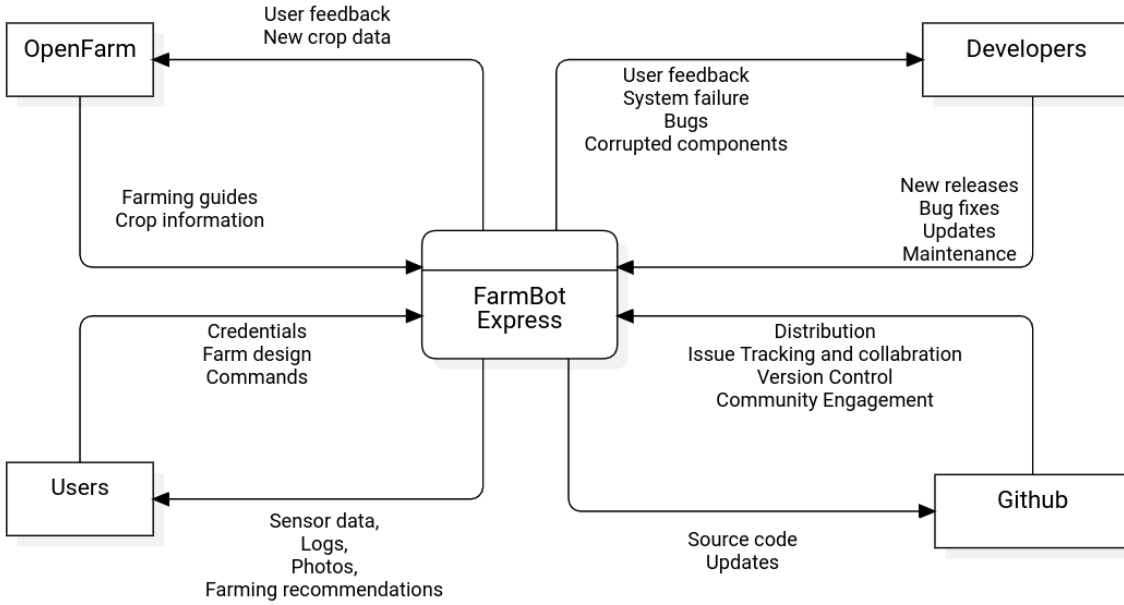 User feedback
New crop data
OpenFarm
Developers
User feedback
System failure
Bugs
Corrupted components
Farming guides
Crop information
New releases
Bug fixes
Updates
Maintenance
FarmBot
Express
Credentials
Farm design
Commands
Distribution
Issue Tracking and collabration
Version Control
Community Engagement
Users
Github
Sensor data,
Logs,
Photos,
Farming recommendations
Source code
Updates